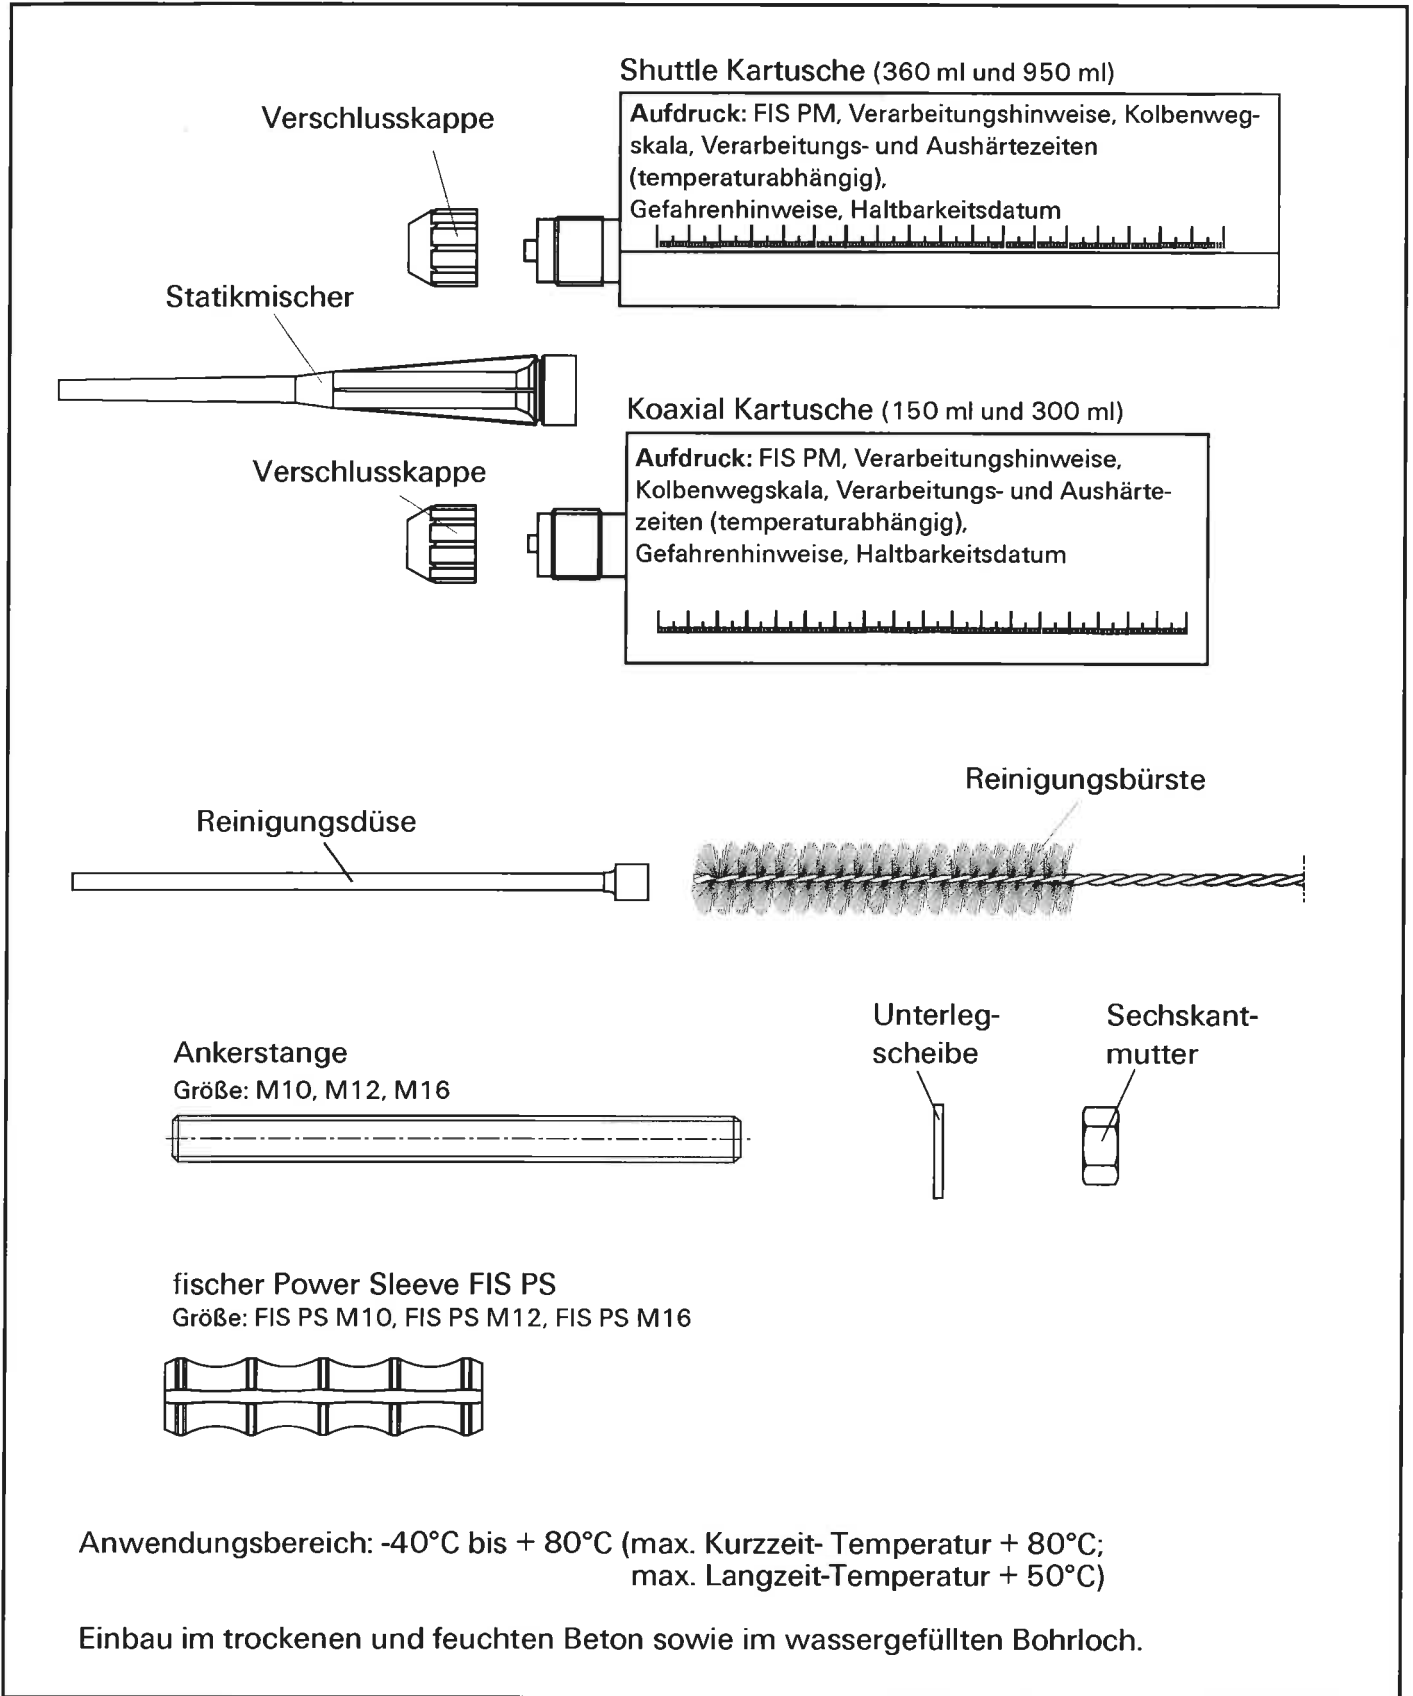 Shuttle Kartusche (360 ml und 950 ml)
Verschlusskappe
Aufdruck: FIS PM, Verarbeitungshinweise, Kolbenweg-
skala, Verarbeitungs- und Aushärtezeiten
(temperaturabhängig),
Gefahrenhinweise, Haltbarkeitsdatum
Statikmischer
Koaxial Kartusche (150 ml und 300 ml)
Verschlusskappe
Aufdruck: FIS PM, Verarbeitungshinweise,
Kolbenwegskala, Verarbeitungs- und Aushärte-
zeiten (temperaturabhängig),
Gefahrenhinweise, Haltbarkeitsdatum
Reinigungsbürste
Reinigungsdüse
Unterleg-
scheibe
Sechskant-
mutter
Ankerstange
Größe: M10, M12, M16
fischer Power Sleeve FIS PS
Größe: FIS PS M10, FIS PS M12, FIS PS M16
Anwendungsbereich: -40°C bis + 80°C (max. Kurzzeit- Temperatur + 80°C;
max. Langzeit-Temperatur + 50°C)
Einbau im trockenen und feuchten Beton sowie im wassergefüllten Bohrloch.